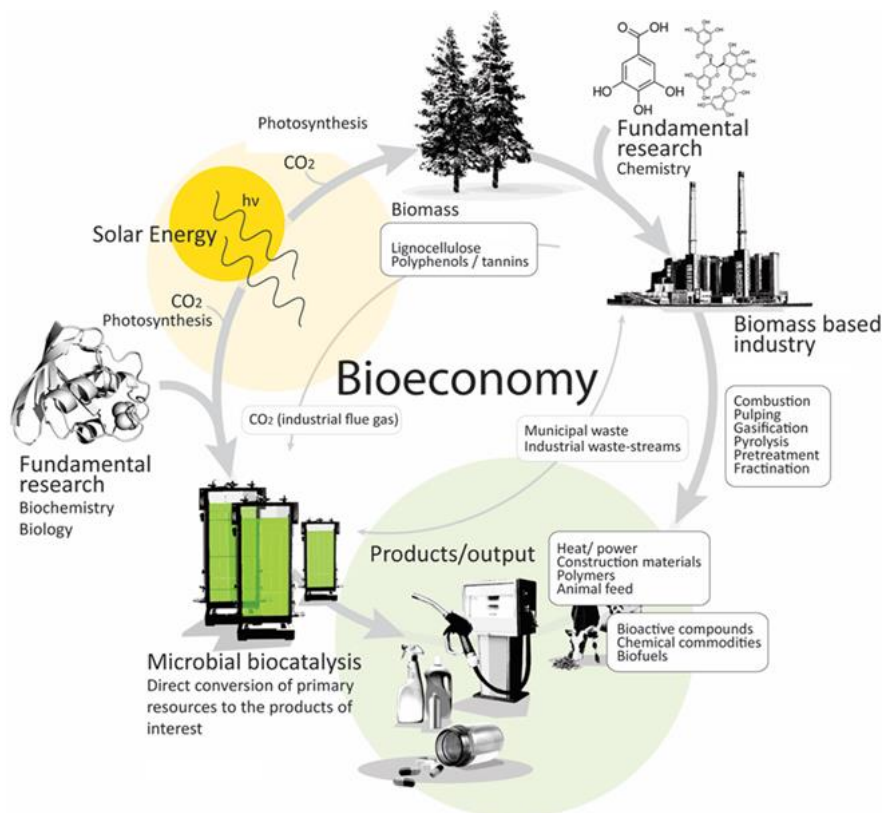 O
OH
HO
OH
OH
Fundamental
research
Chemistry
Photosynthesis
CO2
hv
Solar Energy
Biomass
Lignocellulose
Polyphenols / tannins
CO2
Photosynthesis
Biomass based
industry
Bioeconomy
Combustion
Pulping
Gasification
Pyrolysis
Pretreatment
Fractination
CO2 (industrial flue gas)
Municipal waste
Industrial waste-streams
Fundamental
research
Biochemistry
Biology
Products/output
Heat/ power
Construction materials
Polymers
Animal feed
Bioactive compounds
Chemical commodities
Biofuels
Microbial biocatalysis
Direct conversion of primary
resources to the products of
interest